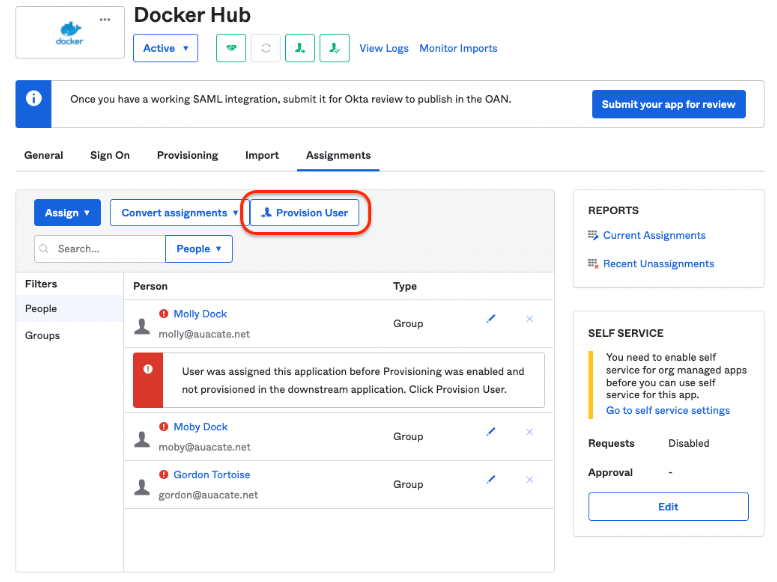 docker
Docker Hub
Active
View Logs
Monitor Imports
Once you have a working SAML integration, submit it for Okta review to publish in the OAN.
Submit your app for review
General
Sign On
Provisioning
Import
Assignments
Assign
Convert assignments
Provision User
Search...
People
Filters
People
Groups
Person
Type
Molly Dock
molly@auacate.net
Group
User was assigned this application before Provisioning was enabled and
not provisioned in the downstream application. Click Provision User.
Moby Dock
moby@auacate.net
Group
Gordon Tortoise
gordon@auacate.net
Group
REPORTS
Current Assignments
Recent Unassignments
SELF SERVICE
You need to enable self
service for org managed apps
before you can use self
service for this app.
Go to self service settings
Requests
Disabled
Approval
-
Edit